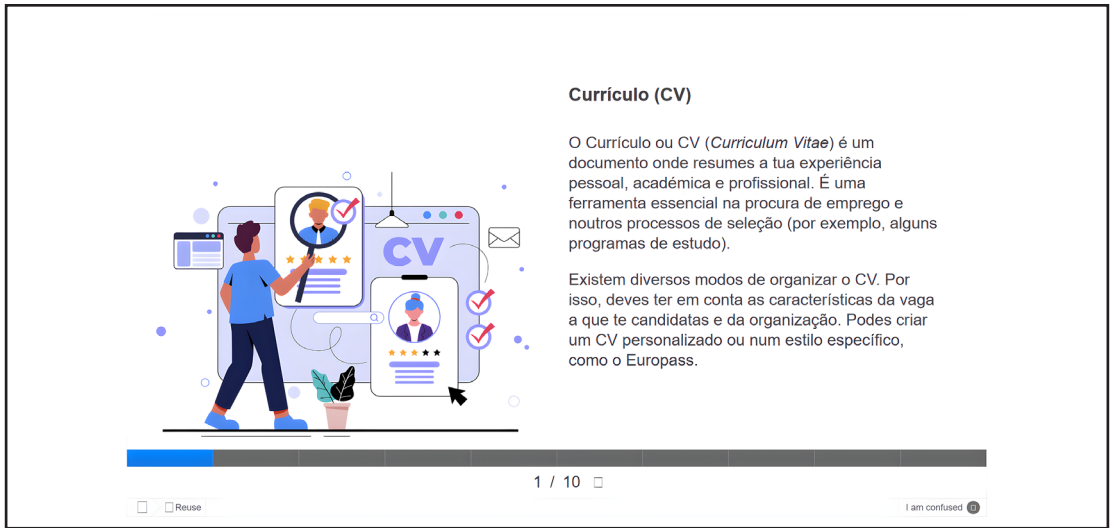 Currículo (CV)
O Currículo ou CV (Curriculum Vitae) é um
documento onde resumes a tua experiência
pessoal, académica e profissional. É uma
ferramenta essencial na procura de emprego e
noutros processos de seleção (por exemplo, alguns
programas de estudo).
Existem diversos modos de organizar o CV. Por
isso, deves ter em conta as características da vaga
a que te candidatas e da organização. Podes criar
um CV personalizado ou num estilo específico,
como o Europass.
CV
1 / 10
Reuse
I am confused